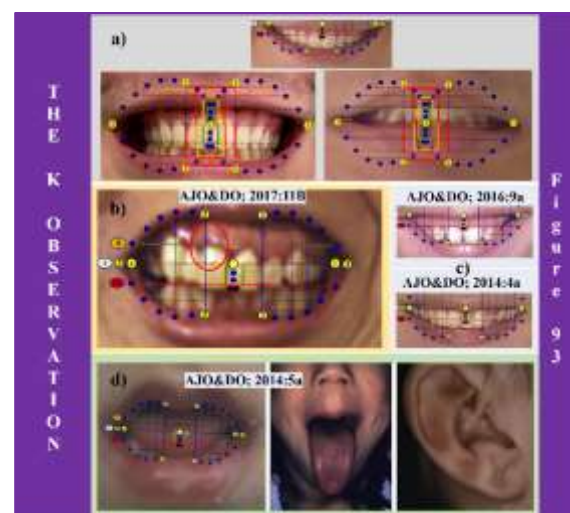 THE K OBSERVATION
Figure 93
a)
b)
AJO&DO; 2017:11B
AJO&DO; 2016:9a
c)
AJO&DO; 2014:4a
d)
AJO&DO; 2014:5a